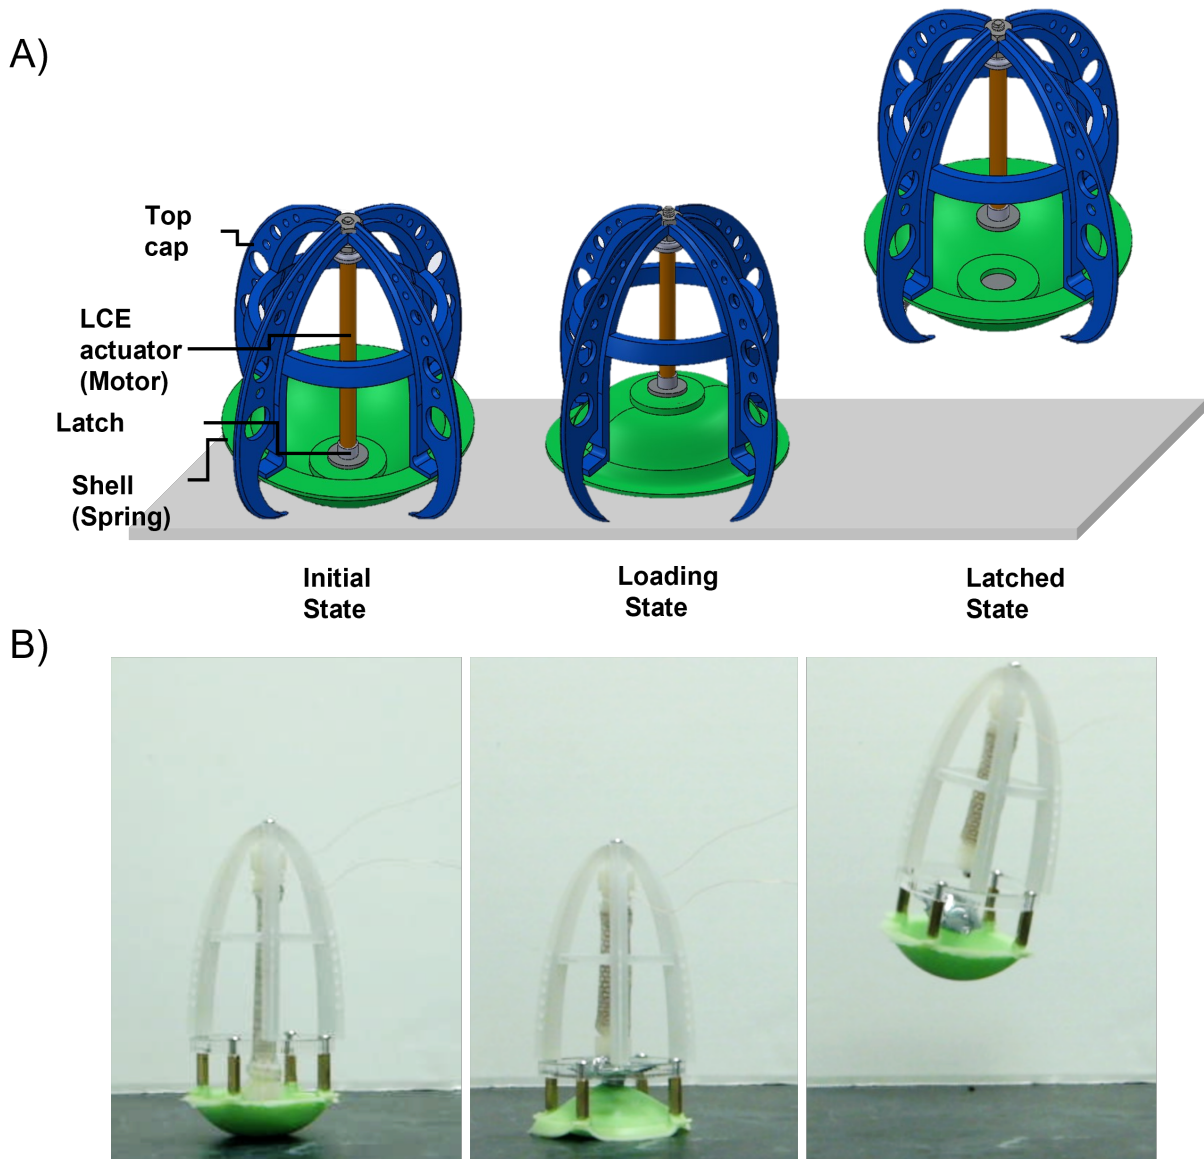 A)
Top
cap
LCE
actuator
(Motor)
Latch
Shell
(Spring)
Initial
State
Loading
State
Latched
State
B)